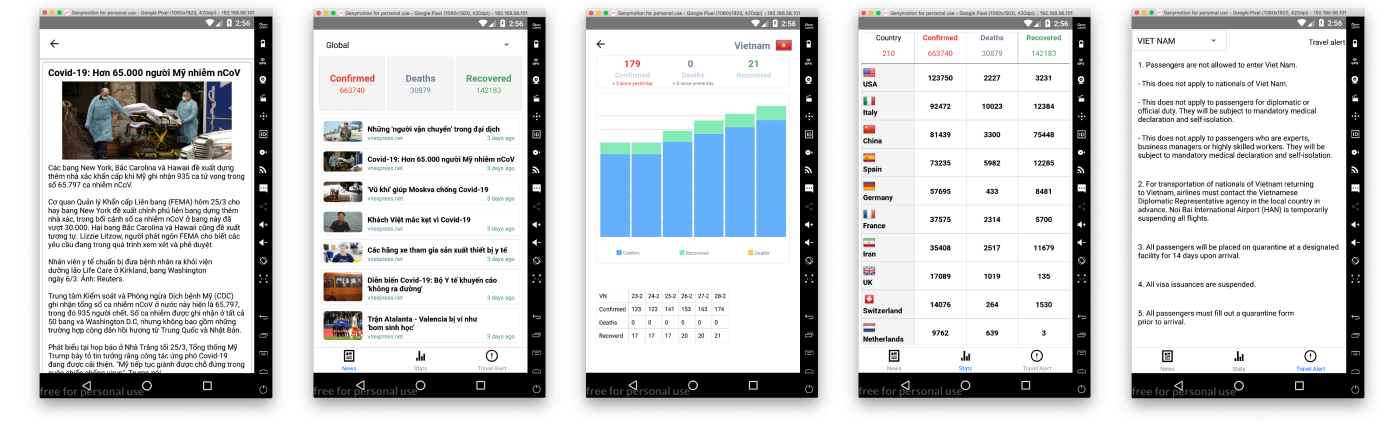 Genymotion for personal use - Google Pixel (1080x1920, 420dpi) - 192.168.56.101
2:56
Covid-19: Hơn 65.000 người Mỹ nhiễm nCoV
Các bang New York, Bắc Carolina và Hawaii đề xuất dựng
thêm nhà xác khẩn cấp khi Mỹ ghi nhận 935 ca tử vong trong
số 65.797 ca nhiễm nCoV.
Cơ quan Quản lý Khẩn cấp Liên bang (FEMA) hôm 25/3 cho
hay bang New York đề xuất chính phủ liên bang dựng thêm
nhà xác, trong bối cảnh số ca nhiễm nCoV ở bang này đã
vượt 30.000. Hai bang Bắc Carolina và Hawaii cũng đề xuất
tương tự. Lizzie Litzow, người phát ngôn FEMA cho biết các
yêu cầu đang trong quá trình xem xét và phê duyệt.
Nhân viên y tế chuẩn bị đưa bệnh nhân ra khỏi viện
dưỡng lão Life Care ở Kirkland, bang Washington
ngày 6/3. Ảnh: Reuters.
Trung tâm Kiểm soát và Phòng ngừa Dịch bệnh Mỹ (CDC)
ghi nhận tổng số ca nhiễm nCoV ở nước này hiện là 65.797,
trong đó 935 người chết. Số ca nhiễm được ghi nhận ở tất cả
50 bang và Washington D.C, nhưng không bao gồm những
trường hợp công dân hồi hương từ Trung Quốc và Nhật Bản.
Phát biểu tại họp báo ở Nhà Trắng tối 25/3, Tổng thống Mỹ
Trump bày tỏ tin tưởng rằng công tác ứng phó Covid-19
đang được cải thiện. "Mỹ tiếp tục giành được chỗ đứng trong
free for personal use
Genymotion for personal use - Google Pixel (1080x1920, 420dpi) - 192.168.56.101
2:56
Global
Confirmed Deaths Recovered
663740 30879 142183
Những 'người vận chuyển' trong đại dịch
vnexpress.net 3 days ago
Covid-19: Hơn 65.000 người Mỹ nhiễm nCoV
vnexpress.net 3 days ago
'Vũ khí' giúp Moskva chống Covid-19
vnexpress.net 3 days ago
Khách Việt mắc kẹt vì Covid-19
vnexpress.net 3 days ago
Các hãng xe tham gia sản xuất thiết bị y tế
vnexpress.net 3 days ago
Diễn biến Covid-19: Bộ Y tế khuyến cáo
'không ra đường'
vnexpress.net 3 days ago
Trận Atalanta - Valencia bị ví như
'bom sinh học'
vnexpress.net 3 days ago
News Stats Travel Alert
free for personal use
Genymotion for personal use - Google Pixel (1080x1920, 420dpi) - 192.168.56.101
2:56
Vietnam
179 0 21
Confirmed Deaths Recovered
+ 5 since yesterday + 0 since yesterday
Confirm Recovered Deaths
VN 23-2 24-2 25-2 26-2 27-2 28-2
Confirmed 123 123 141 153 163 174
Deaths 0 0 0 0 0 0
Recoverd 17 17 17 20 20 21
free for personal use
Genymotion for personal use - Google Pixel (1080x1920, 420dpi) - 192.168.56.101
2:56
Country Confirmed Deaths Recovered
210 663740 30879 142183
USA 123750 2227 3231
Italy 92472 10023 12384
China 81439 3300 75448
Spain 73235 5982 12285
Germany 57695 433 8481
France 37575 2314 5700
Iran 35408 2517 11679
UK 17089 1019 135
Switzerland 14076 264 1530
Netherlands 9762 639 3
News Stats Travel Alert
free for personal use
Genymotion for personal use - Google Pixel (1080x1920, 420dpi) - 192.168.56.101
2:56
VIET NAM Travel alert
1. Passengers are not allowed to enter Viet Nam.
- This does not apply to nationals of Viet Nam.
- This does not apply to passengers for diplomatic or
official duty. They will be subject to mandatory medical
declaration and self-isolation.
- This does not apply to passengers who are experts,
business managers or highly skilled workers. They will be
subject to mandatory medical declaration and self-isolation.
2. For transportation of nationals of Vietnam returning
to Vietnam, airlines must contact the Vietnamese
Diplomatic Representative agency in the local country in
advance. Noi Bai International Airport (HAN) is temporarily
suspending all flights.
3. All passengers will be placed on quarantine at a designated
facility for 14 days upon arrival.
4. All visa issuances are suspended.
5. All passengers must fill out a quarantine form
prior to arrival.
News Stats Travel Alert
free for personal use